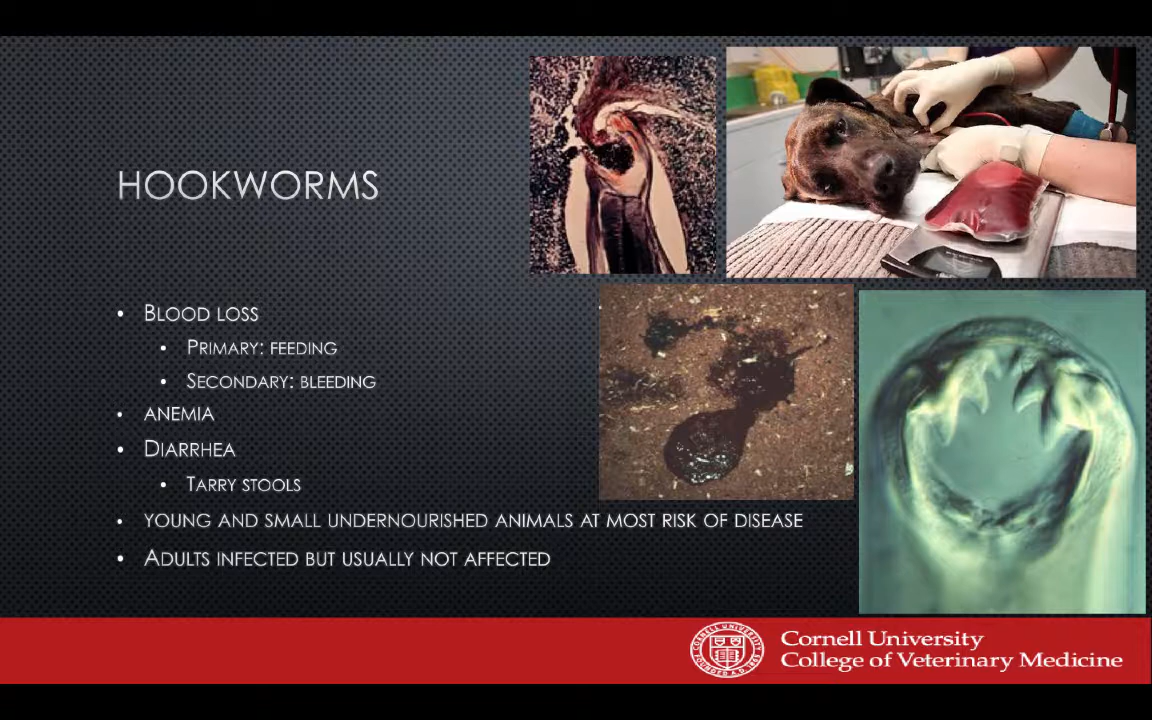 HOOKWORMS
• BLOOD LOSS
• PRIMARY: FEEDING
• SECONDARY: BLEEDING
• ANEMIA
• DIARRHEA
• TARRY STOOLS
• YOUNG AND SMALL UNDERNOURISHED ANIMALS AT MOST RISK OF DISEASE
• ADULTS INFECTED BUT USUALLY NOT AFFECTED
Cornell University
College of Veterinary Medicine